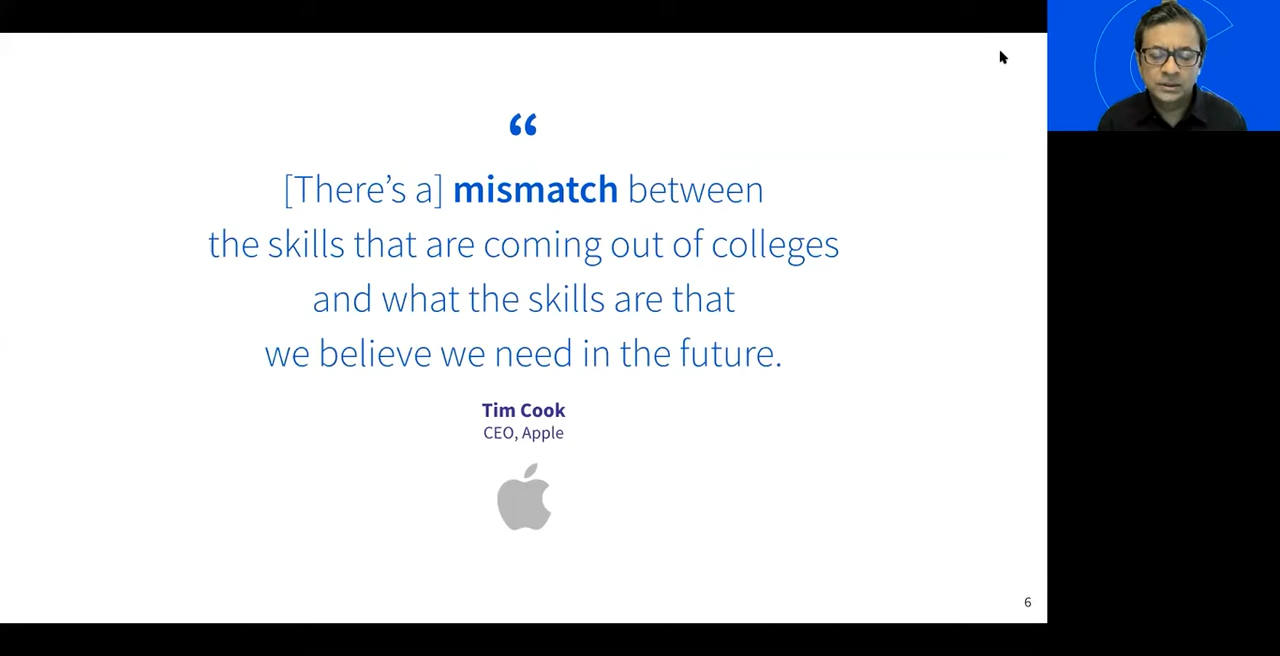 “
[There’s a] mismatch between
the skills that are coming out of colleges
and what the skills are that
we believe we need in the future.
Tim Cook
CEO, Apple
6